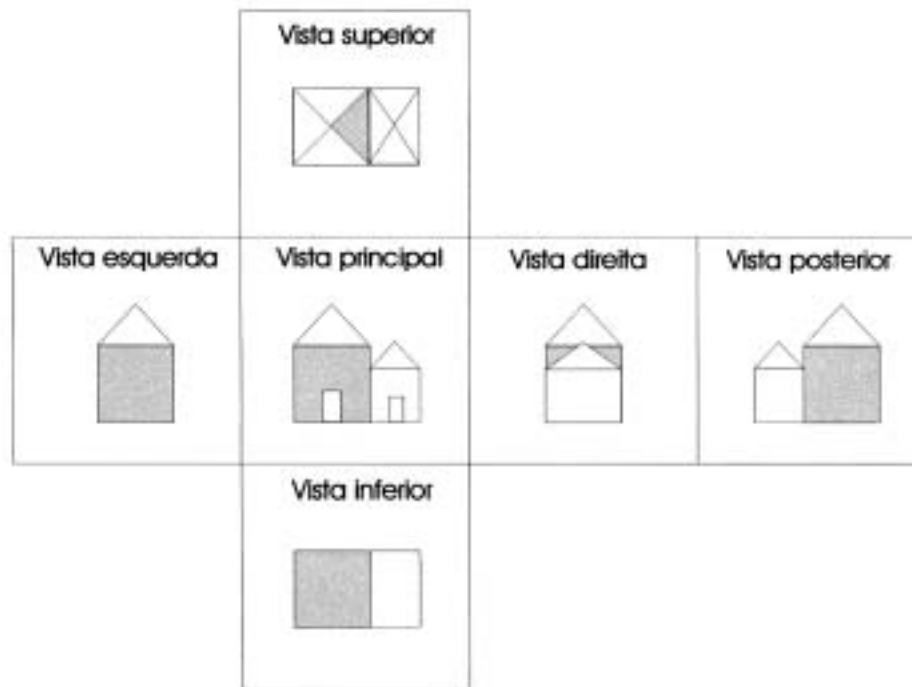 Vista superior
Vista esquerda
Vista principal
Vista direita
Vista posterior
Vista inferior